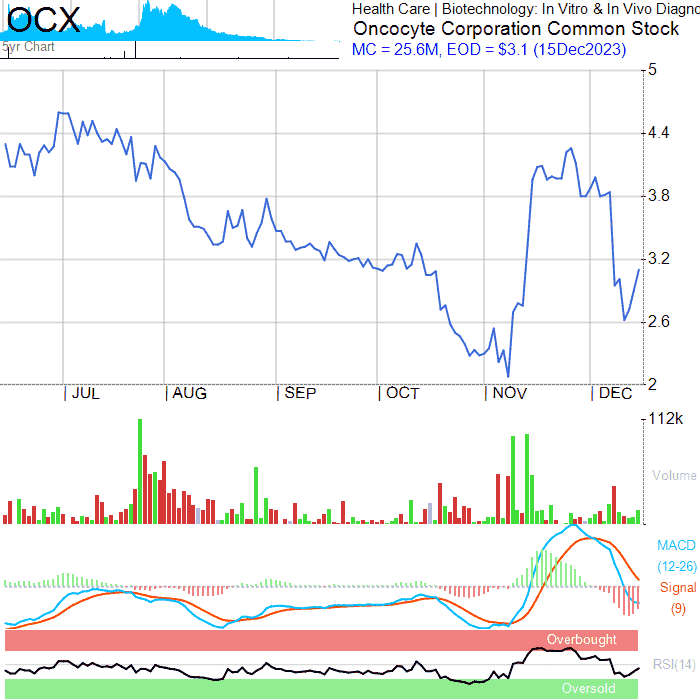 OCX
5yr Chart
Health Care | Biotechnology: In Vitro & In Vivo Diagno
Oncocyte Corporation Common Stock
MC = 25.6M, EOD = $3.1 (15Dec2023)
5
4.4
3.8
3.2
2.6
2
| JUL | AUG | SEP | OCT | NOV | DEC
112k
Volume
MACD
(12-26)
Signal
(9)
Overbought
RSI(14)
Oversold